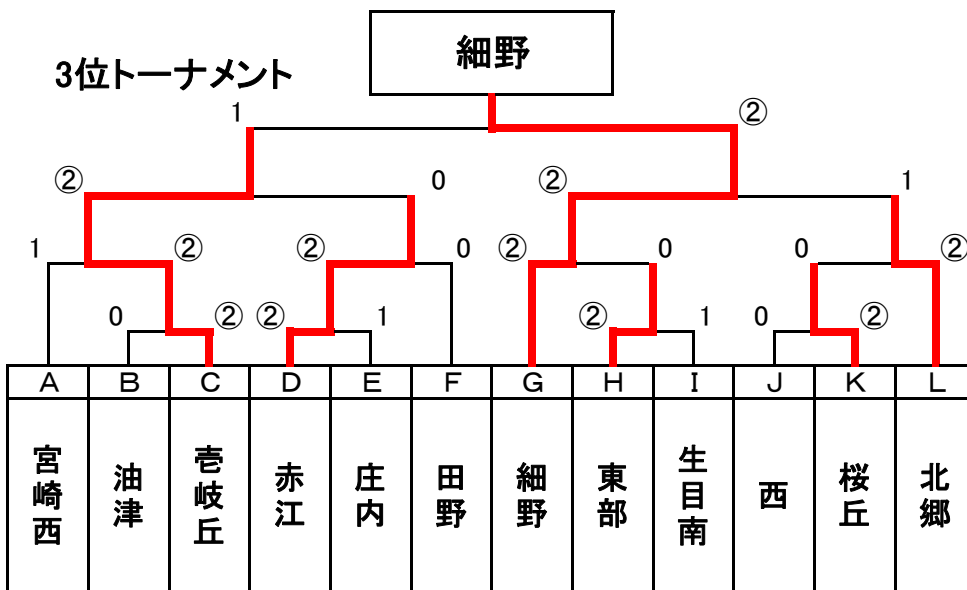 細野
3位トーナメント
1 ②
② 0 ② 1
1 ② ② 0 ② 0 0 ②
0 ② ② 1 ② 1 0 ②
A B C D E F G H I J K L
宮崎西 油津 壱岐丘 赤江 庄内 田野 細野 東部 生目南 西 桜丘 北郷